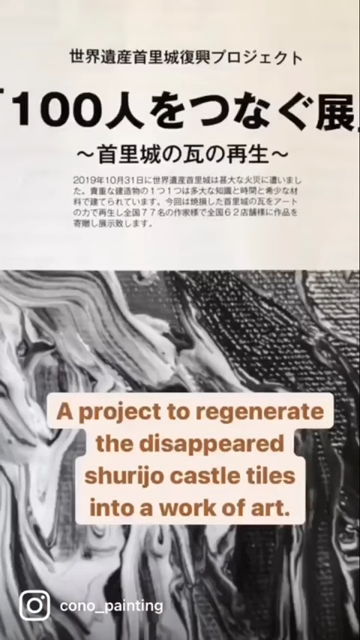 世界遺産首里城復興プロジェクト
「100人をつなぐ展」
〜首里城の瓦の再生〜
2019年10月31日に世界遺産首里城は甚大な火災に遭いまし
た。貴重な建造物の1つ1つは多大な知識と時間と希少な材
料で建てられています。今回は焼損した首里城の瓦をアート
の力で再生し全国77名の作家様で全国62店舗様に作品を
寄贈し展示致します。
A project to regenerate
the disappeared
shurijo castle tiles
into a work of art.
cono_painting